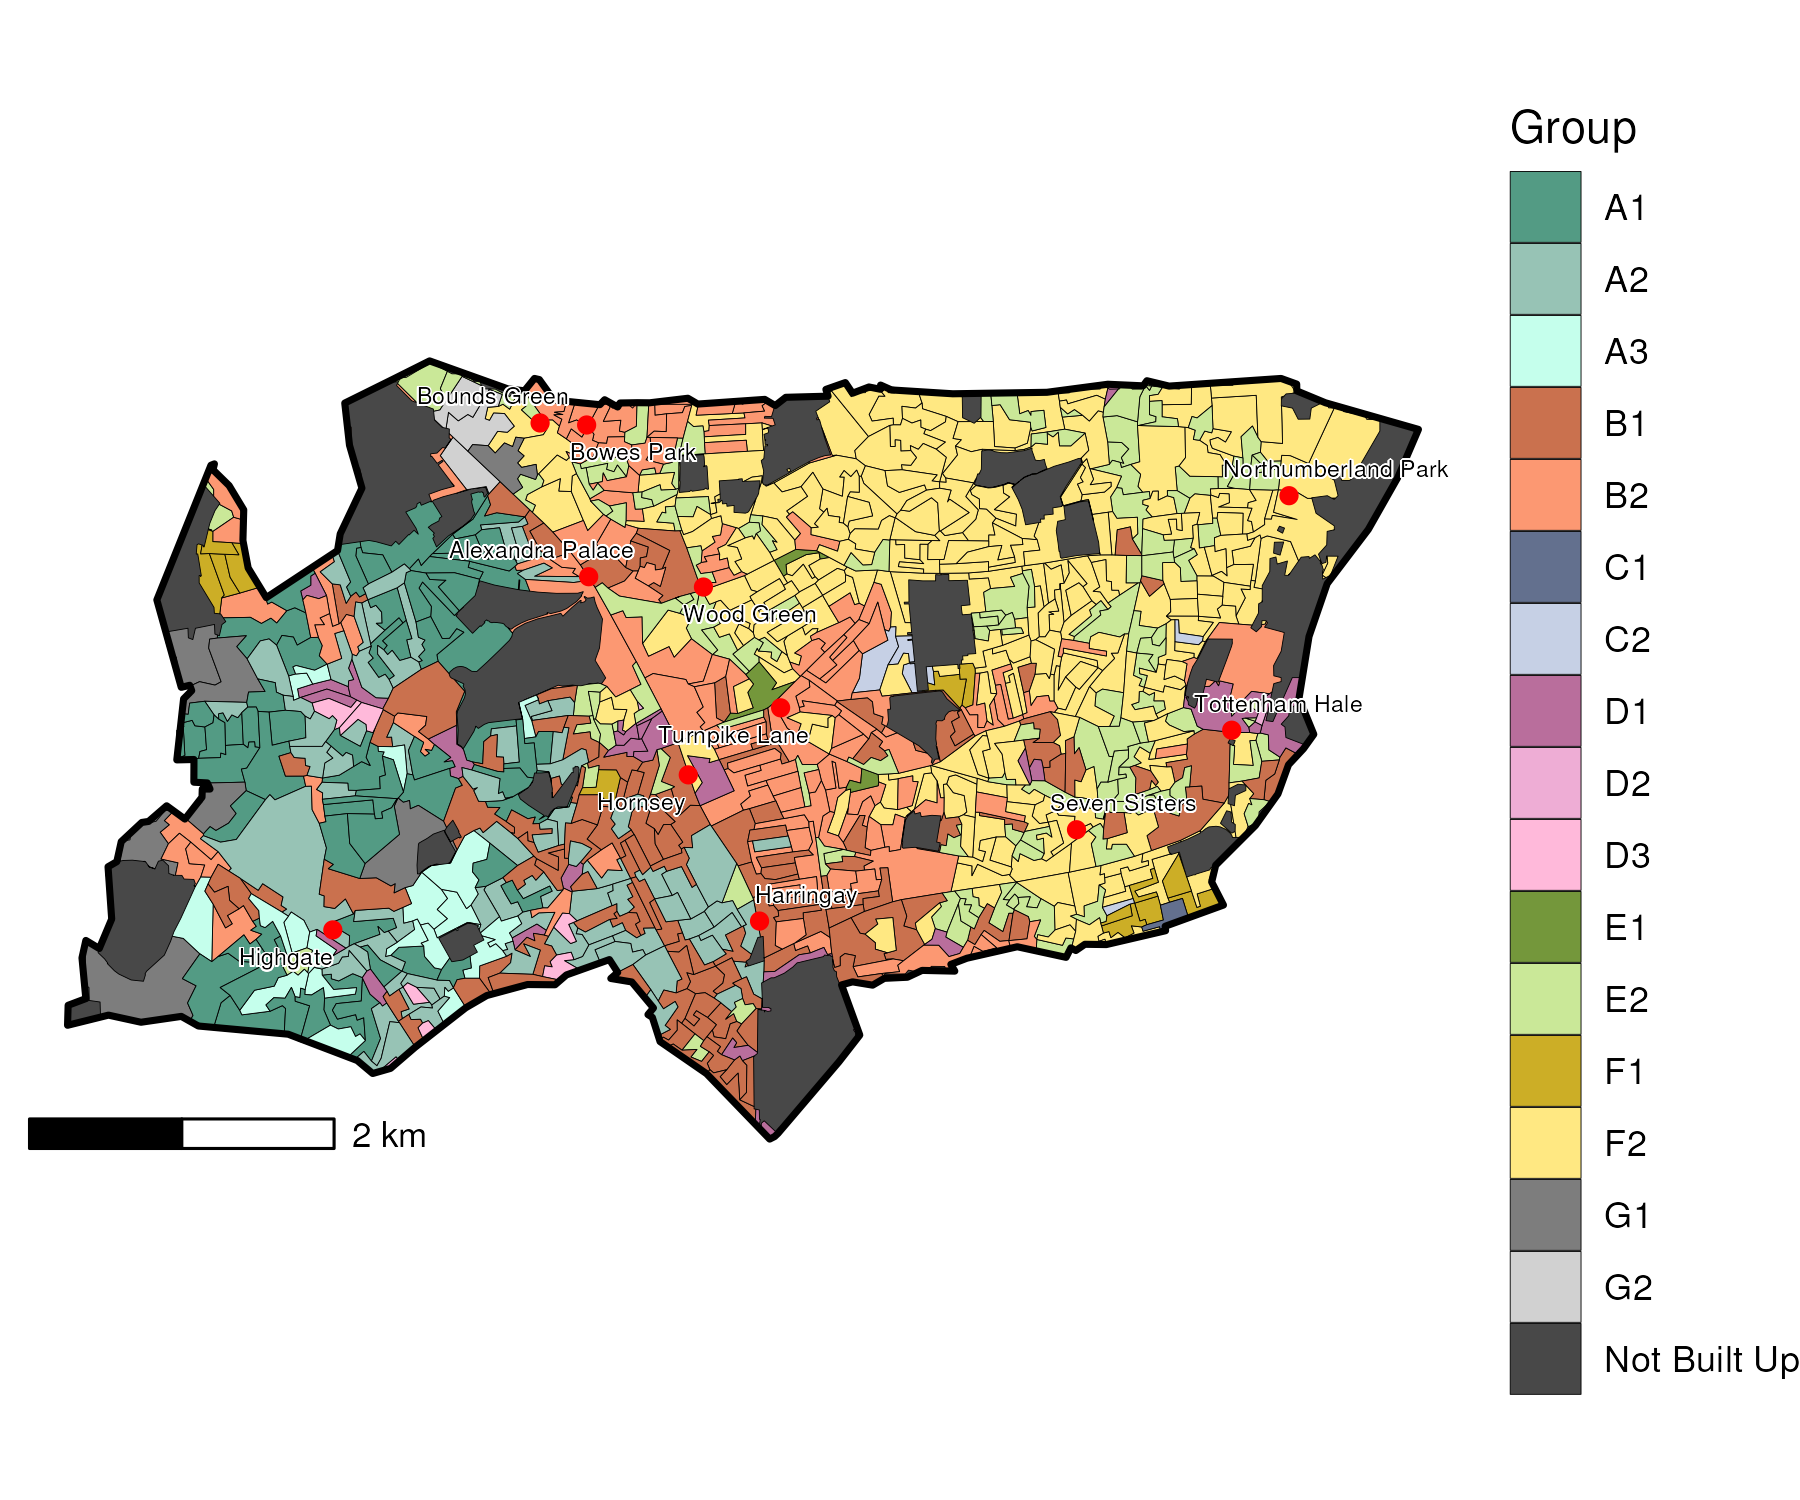 Group
A1
A2
A3
B1
B2
C1
C2
D1
D2
D3
E1
E2
F1
F2
G1
G2
Not Built Up
Bounds Green
Bowes Park
Northumberland Park
Alexandra Palace
Wood Green
Tottenham Hale
Turnpike Lane
Hornsey
Seven Sisters
Harringay
Highgate
2 km